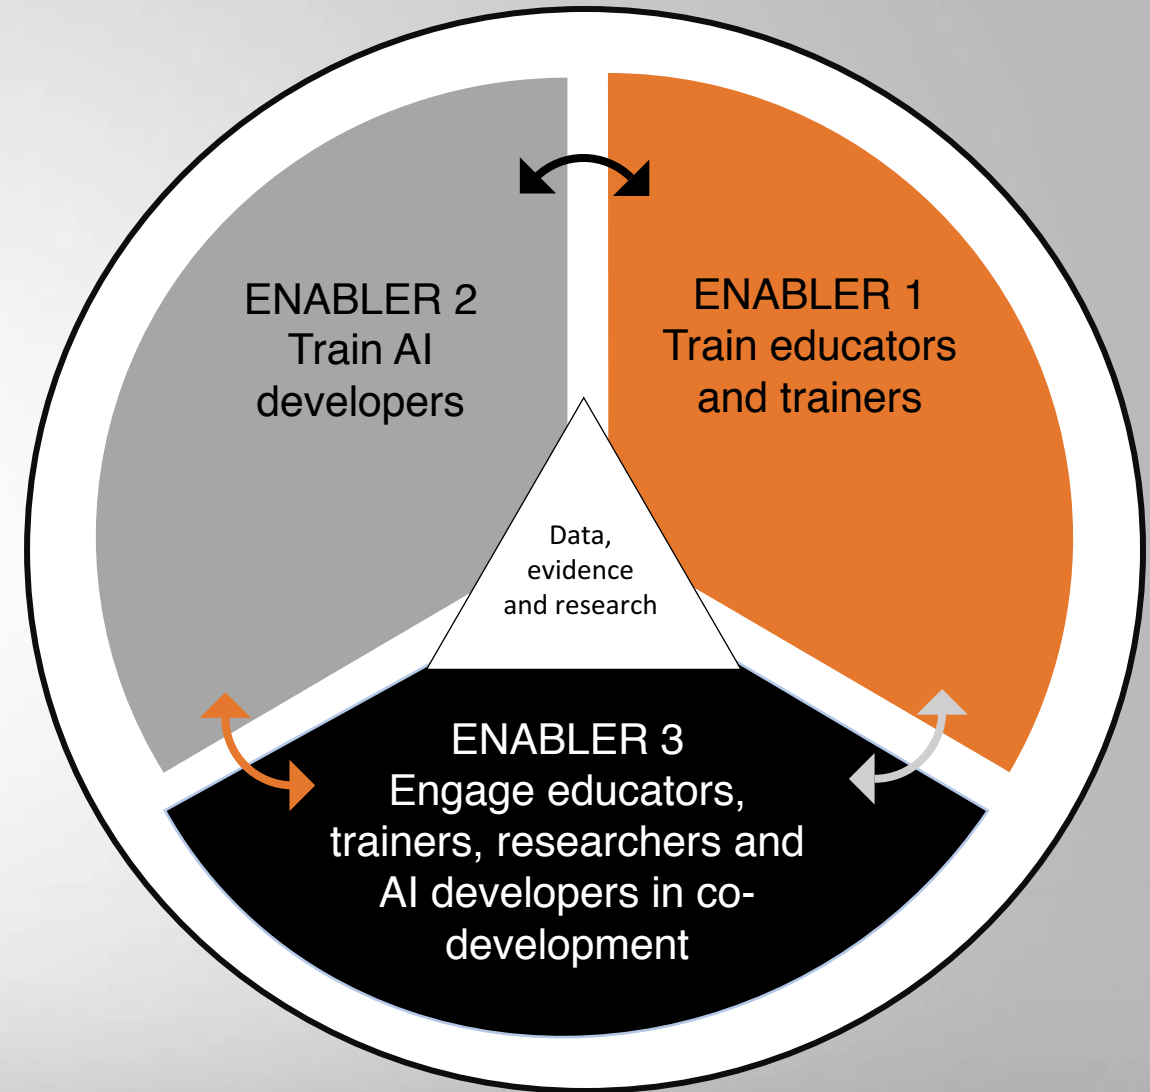 ENABLER 2
Train AI
developers
ENABLER 1
Train educators
and trainers
Data,
evidence
and research
ENABLER 3
Engage educators,
trainers, researchers and
AI developers in co-
development